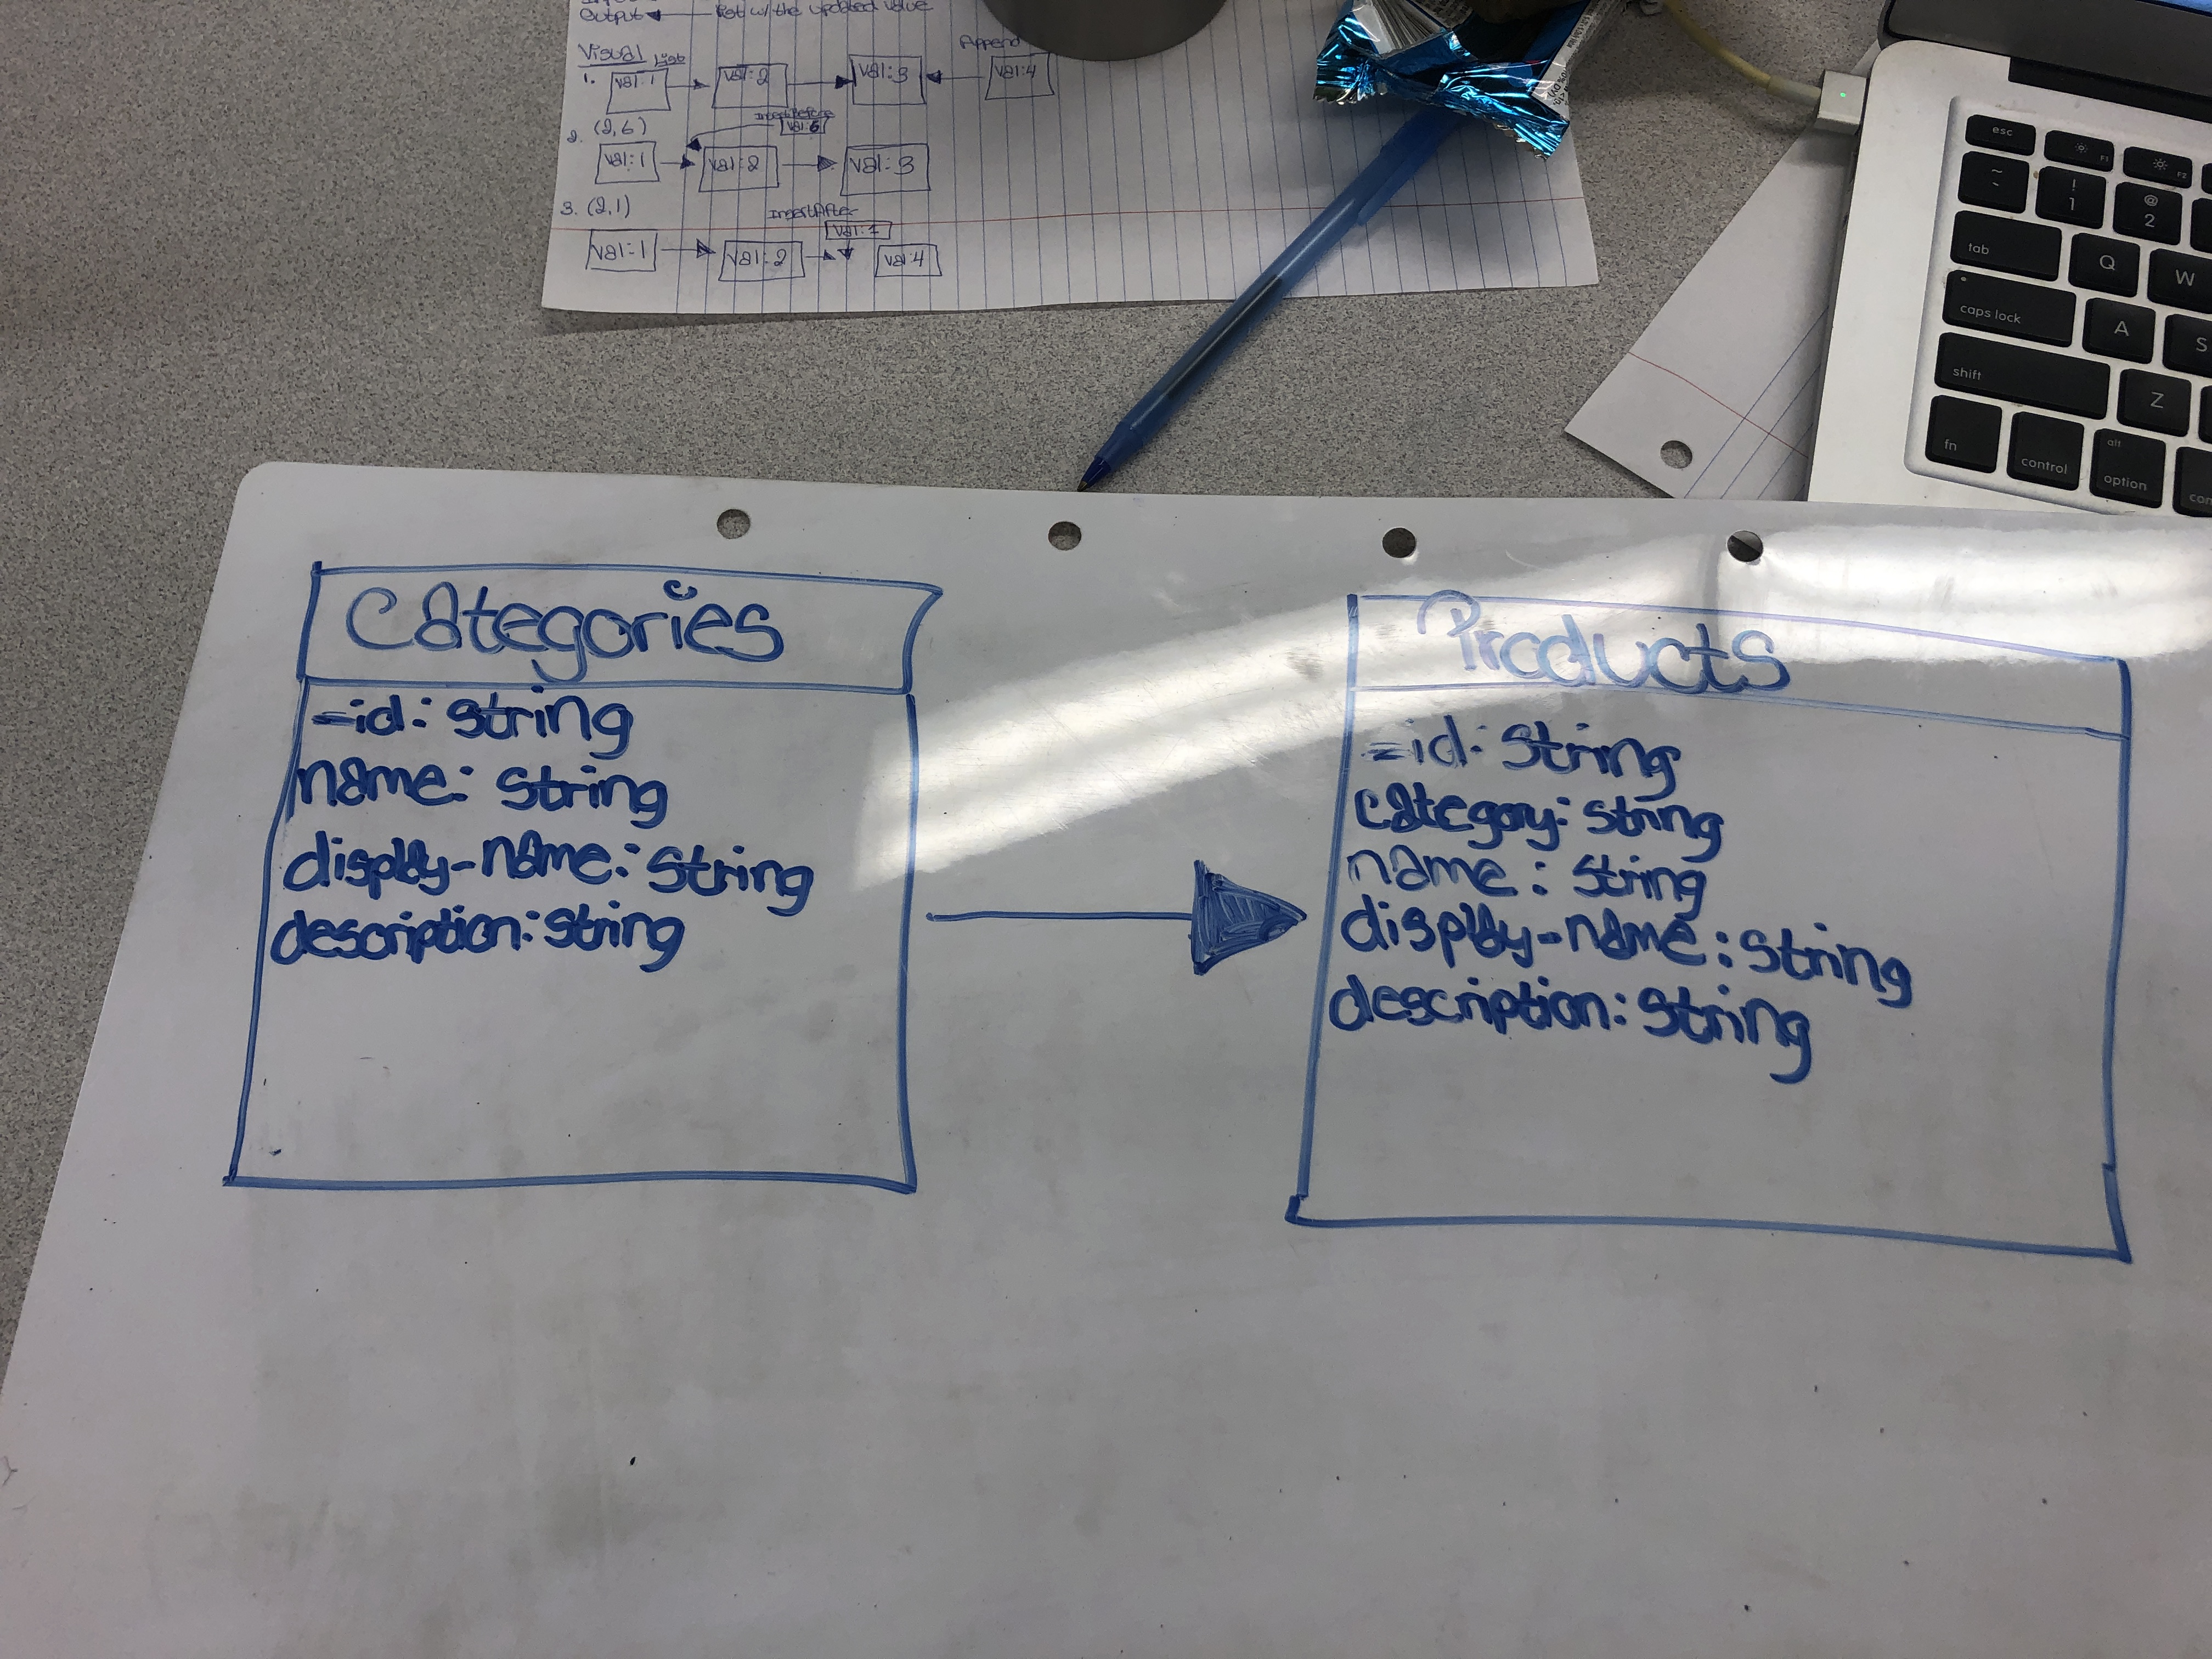 Categories
=id: string
name: string
display-name: string
description: string
Products
=id: string
category: string
name: string
display-name: string
description: string
Output
list w/ the updated value
Visual
1.
Val:1
Val:2
Val:3
Append
Val:4
2. (2,6)
Val:1
Val:2
Val:6
Val:3
3. (2,1)
Val:1
Val:2
insertAfter
Val:1
Val:4
esc
F1
F2
~
!
1
@
2
tab
Q
W
caps lock
A
S
shift
Z
fn
control
alt
option